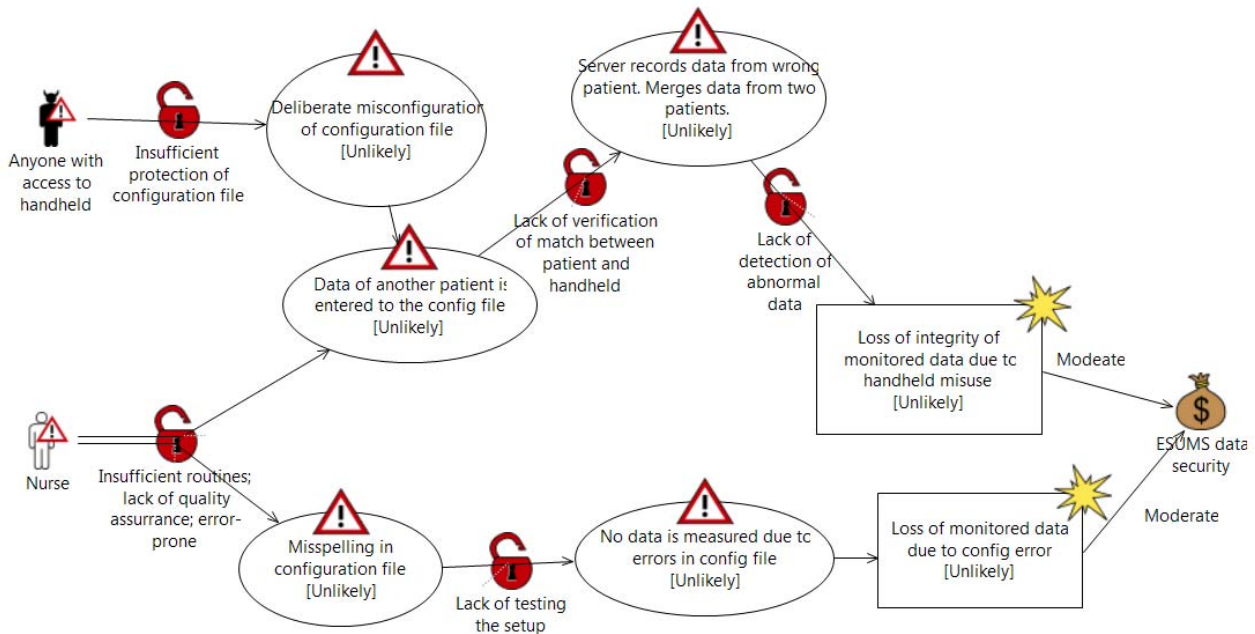 Anyone with
access to
handheld
Insufficient
protection of
configuration file
Deliberate misconfiguration
of configuration file
[Unlikely]
Server records data from wrong
patient. Merges data from two
patients.
[Unlikely]
Lack of verification
of match between
patient and
handheld
Lack of
detection of
abnormal
data
Data of another patient is
entered to the config file
[Unlikely]
Loss of integrity of
monitored data due to
handheld misuse
[Unlikely]
Modeate
$
ESUMS data
security
Nurse
Insufficient routines;
lack of quality
assurrance; error-
prone
Misspelling in
configuration file
[Unlikely]
Lack of testing
the setup
No data is measured due to
errors in config file
[Unlikely]
Loss of monitored data
due to config error
[Unlikely]
Moderate